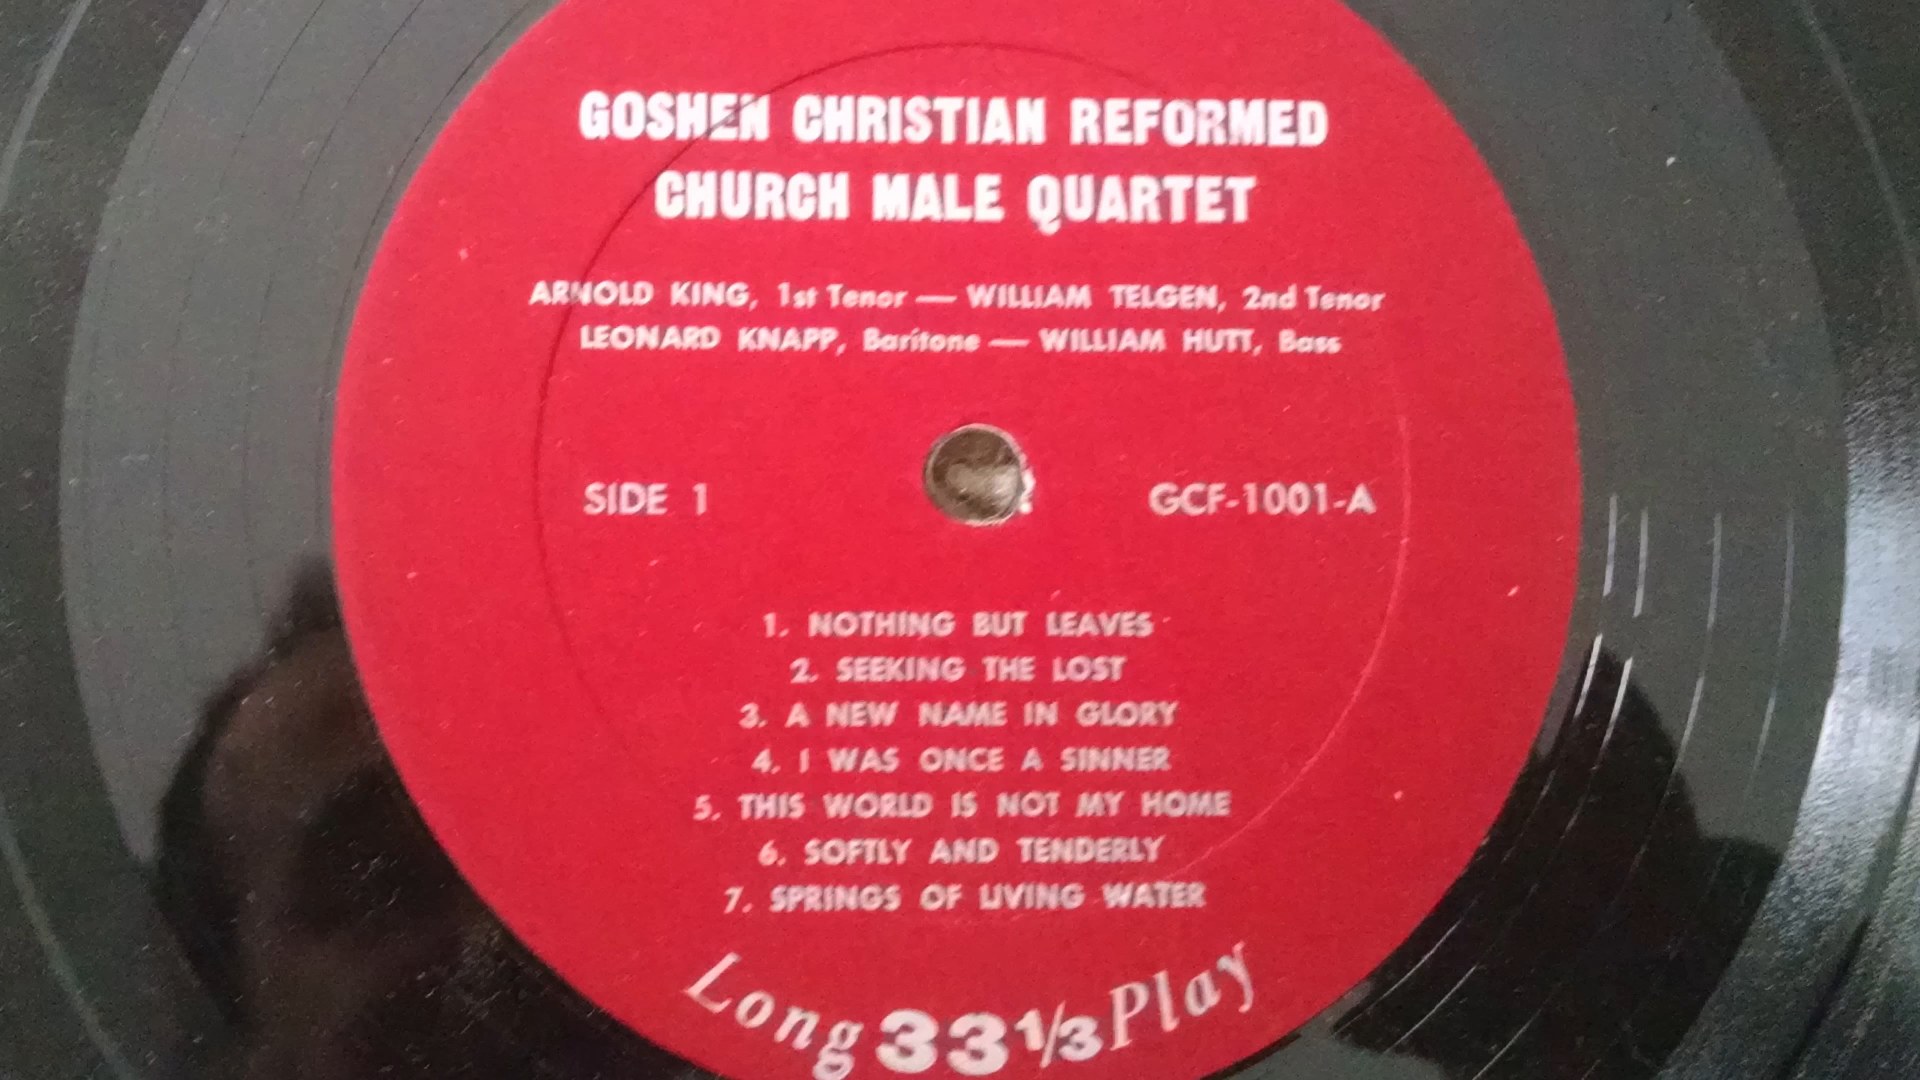 GOSHEN CHRISTIAN REFORMED
CHURCH MALE QUARTET
ARNOLD KING, 1st Tenor — WILLIAM TELGEN, 2nd Tenor
LEONARD KNAPP, Baritone — WILLIAM HUTT, Bass
SIDE 1 GCF-1001-A
1. NOTHING BUT LEAVES
2. SEEKING THE LOST
3. A NEW NAME IN GLORY
4. I WAS ONCE A SINNER
5. THIS WORLD IS NOT MY HOME
6. SOFTLY AND TENDERLY
7. SPRINGS OF LIVING WATER
Long 33 1/3 Play